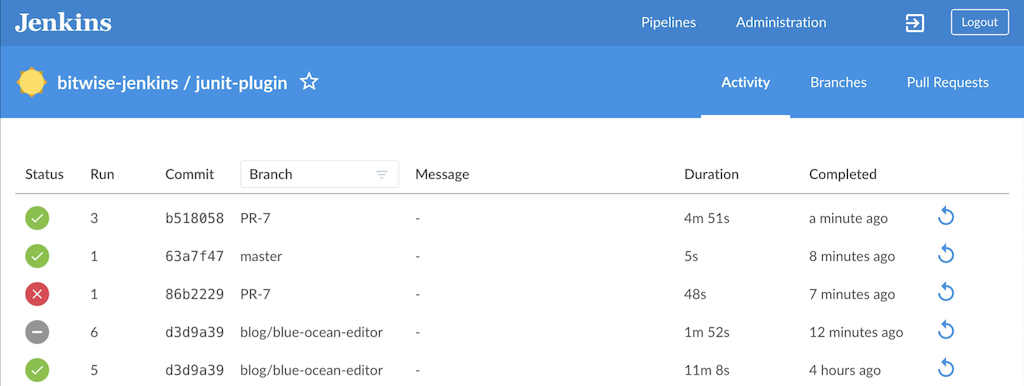 Jenkins Pipelines Administration Logout
bitwise-jenkins / junit-plugin Activity Branches Pull Requests
Status Run Commit Branch Message Duration Completed
3 b518058 PR-7 - 4m 51s a minute ago
1 63a7f47 master - 5s 8 minutes ago
1 86b2229 PR-7 - 48s 7 minutes ago
6 d3d9a39 blog/blue-ocean-editor - 1m 52s 12 minutes ago
5 d3d9a39 blog/blue-ocean-editor - 11m 8s 4 hours ago